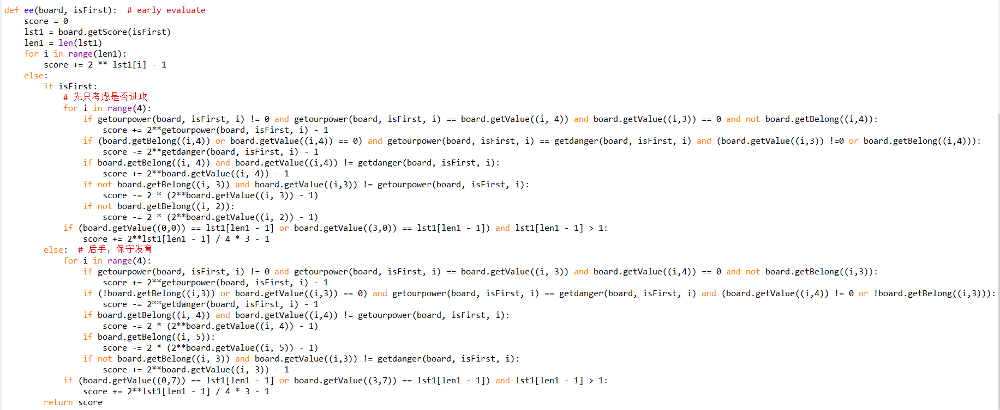 def ee(board, isFirst):  # early evaluate
    score = 0
    lst1 = board.getScore(isFirst)
    len1 = len(lst1)
    for i in range(len1):
        score += 2 ** lst1[i] - 1
    else:
        if isFirst:
            # 先只考虑是否进攻
            for i in range(4):
                if getourpower(board, isFirst, i) != 0 and getourpower(board, isFirst, i) == board.getValue((i, 4)) and board.getValue((i,3)) == 0 and not board.getBelong((i,4)):
                    score += 2**getourpower(board, isFirst, i) - 1
                if (board.getBelong((i,4)) or board.getValue((i,4)) == 0) and getourpower(board, isFirst, i) == getdanger(board, isFirst, i) and (board.getValue((i,3)) !=0 or board.getBelong((i,4))):
                    score -= 2**getdanger(board, isFirst, i) - 1
                if board.getBelong((i, 4)) and board.getValue((i,4)) != getdanger(board, isFirst, i):
                    score += 2**board.getValue((i, 4)) - 1
                if not board.getBelong((i, 3)) and board.getValue((i,3)) != getourpower(board, isFirst, i):
                    score -= 2 * (2**board.getValue((i, 3)) - 1)
                if not board.getBelong((i, 2)):
                    score -= 2 * (2**board.getValue((i, 2)) - 1)
            if (board.getValue((0,0)) == lst1[len1 - 1] or board.getValue((3,0)) == lst1[len1 - 1]) and lst1[len1 - 1] > 1:
                score += 2**lst1[len1 - 1] / 4 * 3 - 1
        else:  # 后手，保守发育
            for i in range(4):
                if getourpower(board, isFirst, i) != 0 and getourpower(board, isFirst, i) == board.getValue((i, 3)) and board.getValue((i,4)) == 0 and not board.getBelong((i,3)):
                    score += 2**getourpower(board, isFirst, i) - 1
                if (!board.getBelong((i,3)) or board.getValue((i,3)) == 0) and getourpower(board, isFirst, i) == getdanger(board, isFirst, i) and (board.getValue((i,4)) != 0 or !board.getBelong((i,3))):
                    score -= 2**getdanger(board, isFirst, i) - 1
                if board.getBelong((i, 4)) and board.getValue((i,4)) != getourpower(board, isFirst, i):
                    score -= 2 * (2**board.getValue((i, 4)) - 1)
                if board.getBelong((i, 5)):
                    score -= 2 * (2**board.getValue((i, 5)) - 1)
                if not board.getBelong((i, 3)) and board.getValue((i,3)) != getdanger(board, isFirst, i):
                    score += 2**board.getValue((i, 3)) - 1
            if (board.getValue((0,7)) == lst1[len1 - 1] or board.getValue((3,7)) == lst1[len1 - 1]) and lst1[len1 - 1] > 1:
                score += 2**lst1[len1 - 1] / 4 * 3 - 1
        return score